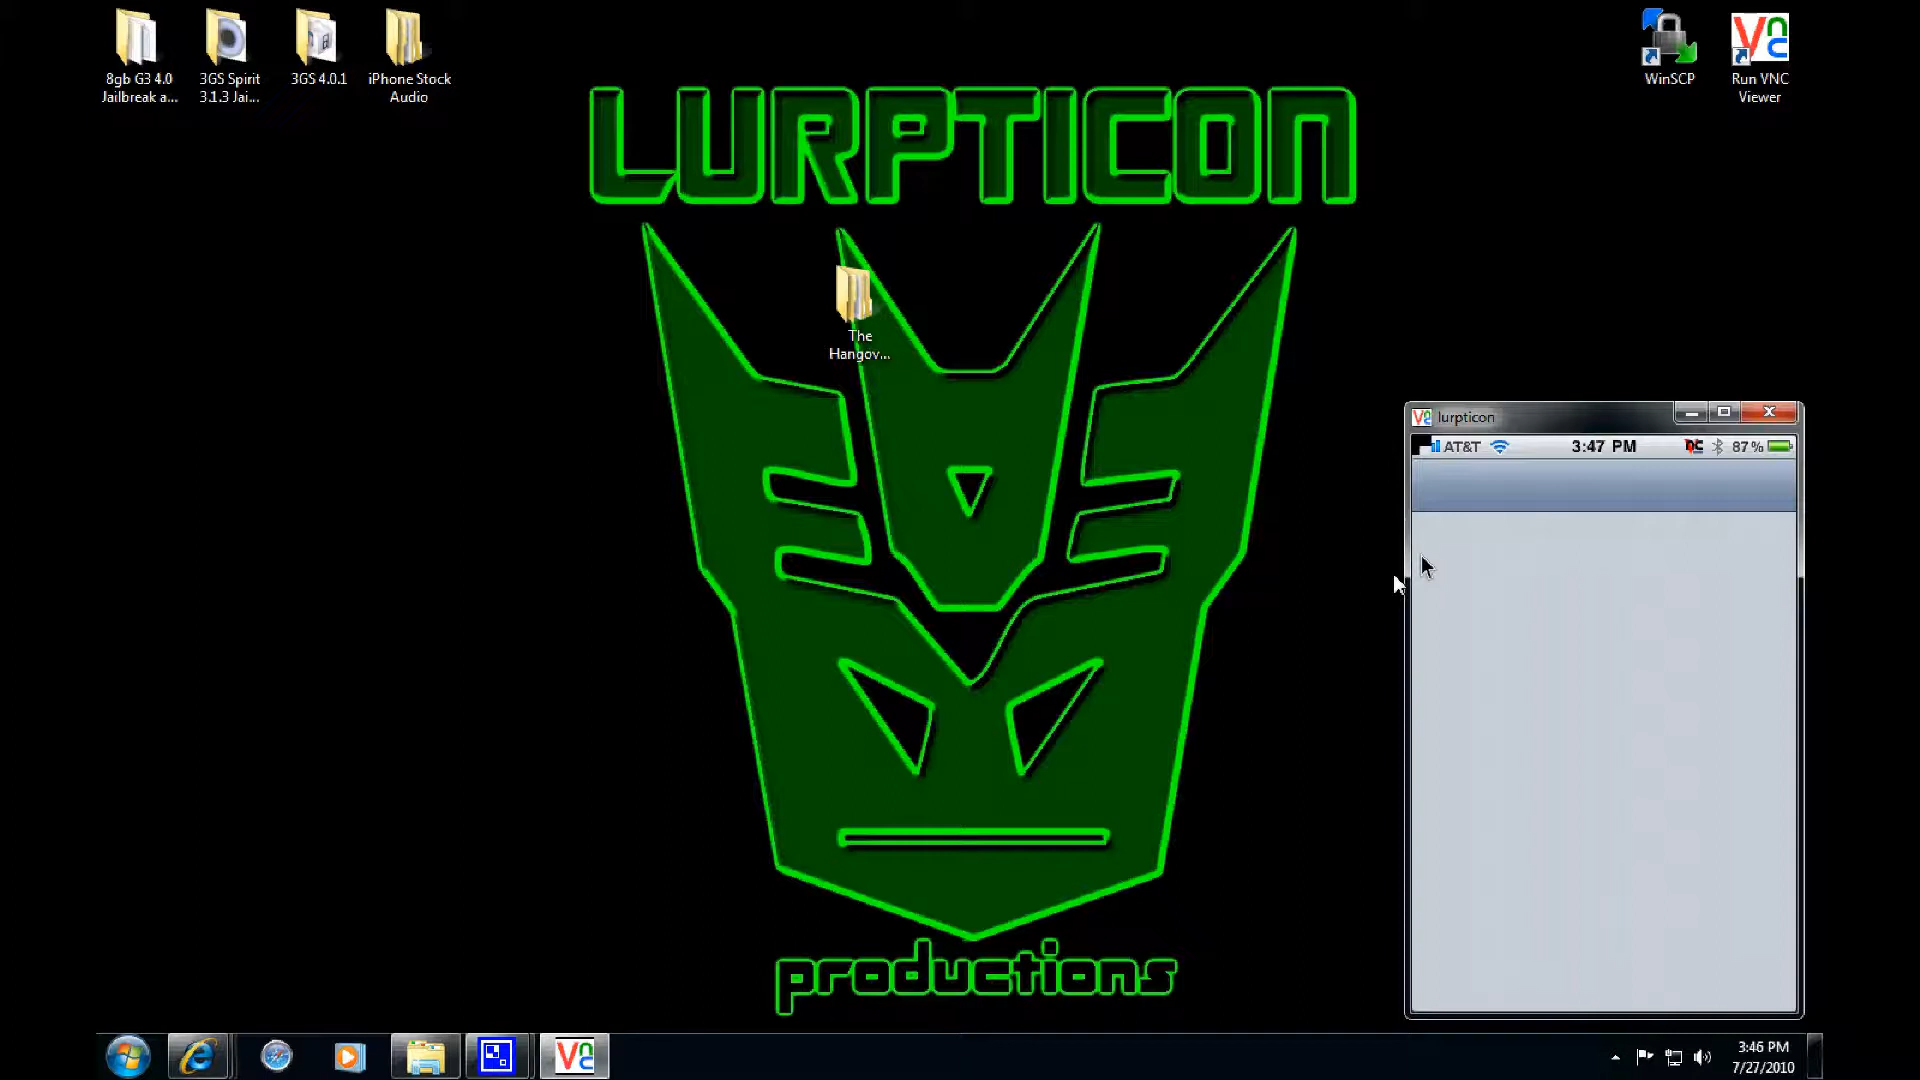 8gb G3 4.0
Jailbreak a...
3GS Spirit
3.1.3 Jai...
3GS 4.0.1
iPhone Stock
Audio
WinSCP
Run VNC
Viewer
LURPTICON
The
Hangov...
lurpticon
AT&T
3:47 PM
87%
productions
3:46 PM
7/27/2010